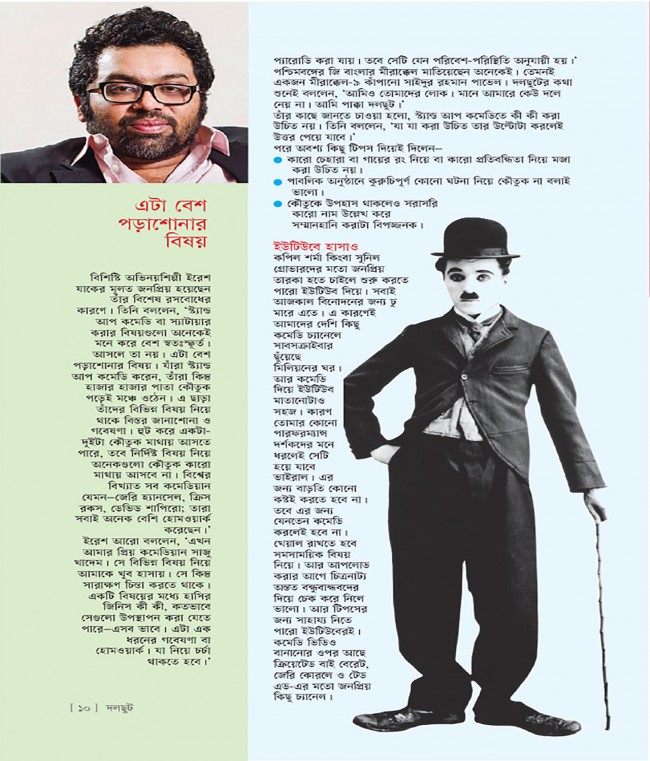 এটা বেশ
পড়াশোনার
বিষয়
বিশিষ্ট অভিনয়শিল্পী ইরেশ
যাকের মূলত জনপ্রিয় হয়েছেন
তাঁর বিশেষ রসবোধের
কারণে। তিনি বললেন, ‘স্ট্যান্ড
আপ কমেডি বা স্যাটায়ার
করার বিষয়গুলো অনেকেই
মনে করে বেশ স্বতঃস্ফূর্ত।
আসলে তা নয়। এটা বেশ
পড়াশোনার বিষয়। যাঁরা স্ট্যান্ড
আপ কমেডি করেন, তাঁরা কিন্তু
হাজার হাজার পাতা কৌতুক
পড়েই মঞ্চে ওঠেন। এ ছাড়া
তাঁদের বিভিন্ন বিষয় নিয়ে
থাকে বিস্তর জানাশোনা ও
গবেষণা। হুট করে একটা-
দুইটা কৌতুক মাথায় আসতে
পারে, তবে নির্দিষ্ট বিষয় নিয়ে
অনেকগুলো কৌতুক কারো
মাথায় আসবে না। বিশ্বের
বিখ্যাত সব কমেডিয়ান
যেমন—জেরি হ্যানসেল, ক্রিস
রকস, ডেভিড শাপিরো; তারা
সবাই অনেক বেশি হোমওয়ার্ক
করেছেন।’
ইরেশ আরো বললেন, ‘এখন
আমার প্রিয় কমেডিয়ান সাজু
খাদেম। সে বিভিন্ন বিষয় নিয়ে
আমাকে খুব হাসায়। সে কিন্তু
সারাক্ষণ চিন্তা করতে থাকে।
একটি বিষয়ের মধ্যে হাসির
জিনিস কী কী, কতভাবে
সেগুলো উপস্থাপন করা যেতে
পারে—এসব ভাবে। এটা এক
ধরনের গবেষণা বা
হোমওয়ার্ক। যা নিয়ে চর্চা
থাকতে হবে।’
[ ১০ ] দলছুট
প্যারোডি করা যায়। তবে সেটি যেন পরিবেশ-পরিস্থিতি অনুযায়ী হয়।’
পশ্চিমবঙ্গের জি বাংলার মীরাক্কেল মাতিয়েছেন অনেকেই। তেমনই
একজন মীরাক্কেল-৯ কাঁপানো সাইদুর রহমান পাভেল। দলছুটের কথা
শুনেই বললেন, ‘আমিও তোমাদের লোক। মানে আমারে কেউ দলে
নেয় না। আমি পাক্কা দলছুট।’
তাঁর কাছে জানতে চাওয়া হলো, ‘স্ট্যান্ড আপ কমেডিতে কী কী করা
উচিত নয়। তিনি বললেন, ‘যা যা করা উচিত তার উল্টোটা করলেই
উত্তর পেয়ে যাবে।’
পরে অবশ্য কিছু টিপস দিয়েই দিলেন—
● কারো চেহারা বা গায়ের রং নিয়ে বা কারো প্রতিবন্ধিতা নিয়ে মজা
করা উচিত নয়।
● পাবলিক অনুষ্ঠানে কুরুচিপূর্ণ কোনো ঘটনা নিয়ে কৌতুক না বলাই
ভালো।
● কৌতুকে উপহাস থাকলেও সরাসরি
কারো নাম উল্লেখ করে
সম্মানহানি করাটা বিপজ্জনক।
ইউটিউবে হাসাও
কপিল শর্মা কিংবা সুনিল
গ্রোভারদের মতো জনপ্রিয়
তারকা হতে চাইলে শুরু করতে
পারো ইউটিউব দিয়ে। সবাই
আজকাল বিনোদনের জন্য ঢু
মারে এতে। এ কারণেই
আমাদের দেশি কিছু
কমেডি চ্যানেলে
সাবসক্রাইবার
ছুঁয়েছে
মিলিয়নের ঘর।
আর কমেডি
দিয়ে ইউটিউব
মাতানোটাও
সহজ। কারণ
তোমার কোনো
পারফরম্যান্স
দর্শকদের মনে
ধরলেই সেটি
হয়ে যাবে
ভাইরাল। এর
জন্য বাড়তি কোনো
কষ্টই করতে হবে না।
তবে এর জন্য
যেনতেন কমেডি
করলেই হবে না।
খেয়াল রাখতে হবে
সমসাময়িক বিষয়
নিয়ে। আর আপলোড
করার আগে চিত্রনাট্য
অন্তত বন্ধুবান্ধবদের
দিয়ে চেক করে নিলে
ভালো। আর টিপসের
জন্য সাহায্য নিতে
পারো ইউটিউবেরই।
কমেডি ভিডিও
বানানোর ওপর আছে
ক্রিয়েটেড বাই বেরেট,
জেরি কোরলে ও টেড
এড-এর মতো জনপ্রিয়
কিছু চ্যানেল।